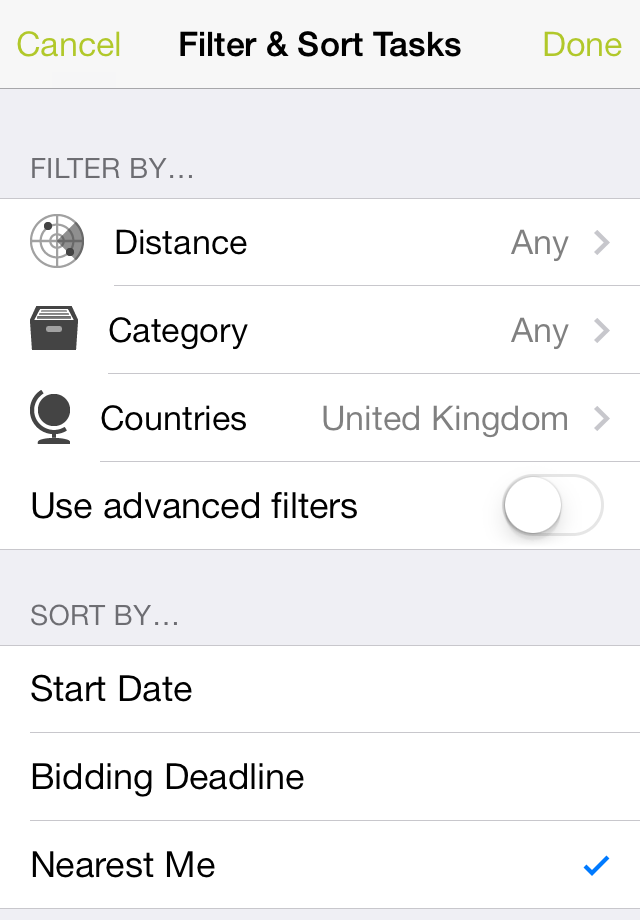 Cancel Filter & Sort Tasks Done
FILTER BY...
Distance Any
Category Any
Countries United Kingdom
Use advanced filters
SORT BY...
Start Date
Bidding Deadline
Nearest Me